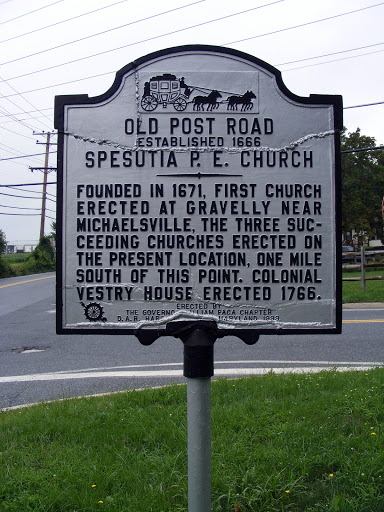 OLD POST ROAD
ESTABLISHED 1666
SPESUTIA P. E. CHURCH
FOUNDED IN 1671, FIRST CHURCH
ERECTED AT GRAVELLY NEAR
MICHAELSVILLE, THE THREE SUC-
CEEDING CHURCHES ERECTED ON
THE PRESENT LOCATION, ONE MILE
SOUTH OF THIS POINT. COLONIAL
VESTRY HOUSE ERECTED 1766.
ERECTED BY
THE GOVERNOR WILLIAM PACA CHAPTER
D.A.R. MARYLAND